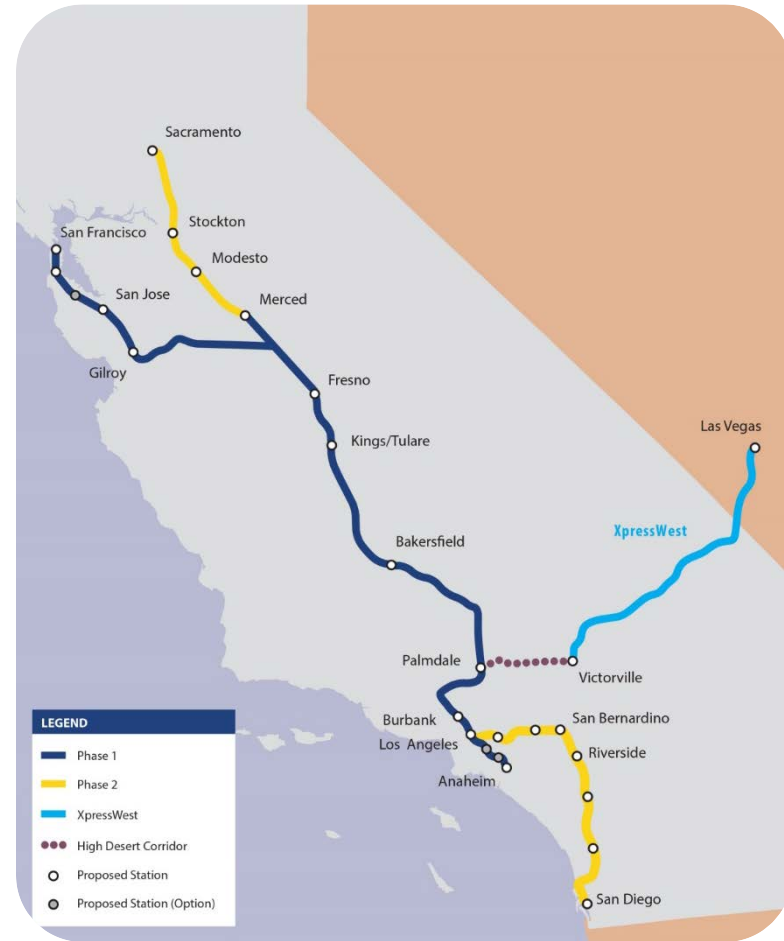 Sacramento
Stockton
San Francisco
Modesto
San Jose
Merced
Gilroy
Fresno
Las Vegas
Kings/Tulare
XpressWest
Bakersfield
Palmdale
Victorville
Burbank
San Bernardino
Los Angeles
Riverside
Anaheim
San Diego
LEGEND
Phase 1
Phase 2
XpressWest
High Desert Corridor
Proposed Station
Proposed Station (Option)